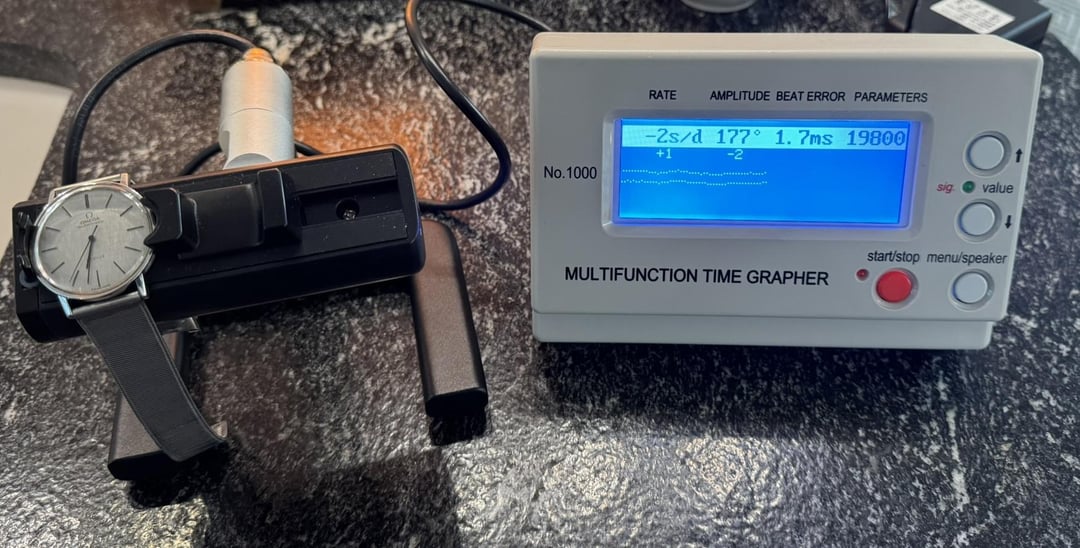 Ω
OMEGA
RATE AMPLITUDE BEAT ERROR PARAMETERS
-2s/d 177° 1.7ms 19800
+1 -2
No.1000
sig. value
start/stop menu/speaker
MULTIFUNCTION TIME GRAPHER